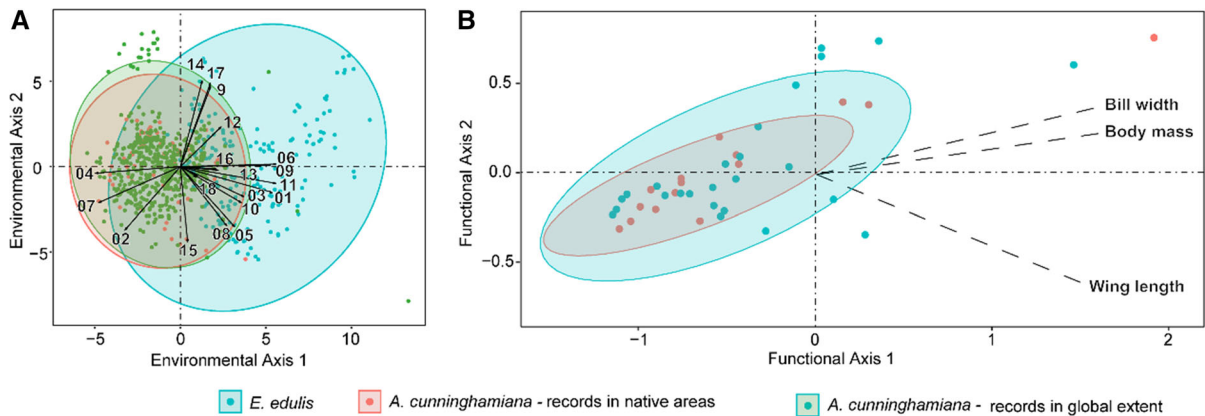 A
B
Environmental Axis 2
5
0
−5
14
17
9
12
16
06
09
13
11
04
18
03
01
07
10
02
08
05
15
−5
0
5
10
Environmental Axis 1
Functional Axis 2
0.5
0.0
−0.5
Bill width
Body mass
Wing length
−1
0
1
2
Functional Axis 1
E. edulis
A. cunninghamiana - records in native areas
A. cunninghamiana - records in global extent